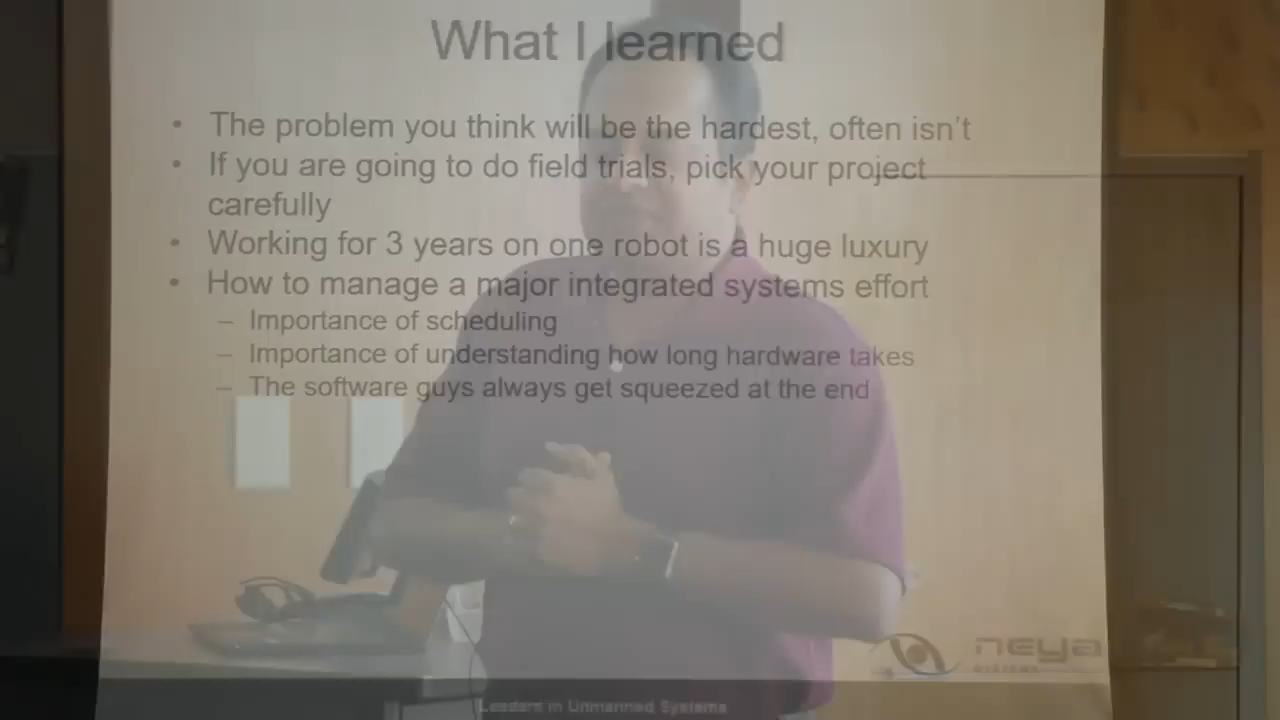 What I learned
• The problem you think will be the hardest, often isn't
• If you are going to do field trials, pick your project
carefully
• Working for 3 years on one robot is a huge luxury
• How to manage a major integrated systems effort
– Importance of scheduling
– Importance of understanding how long hardware takes
– The software guys always get squeezed at the end
neya
systems
Leaders in Unmanned Systems